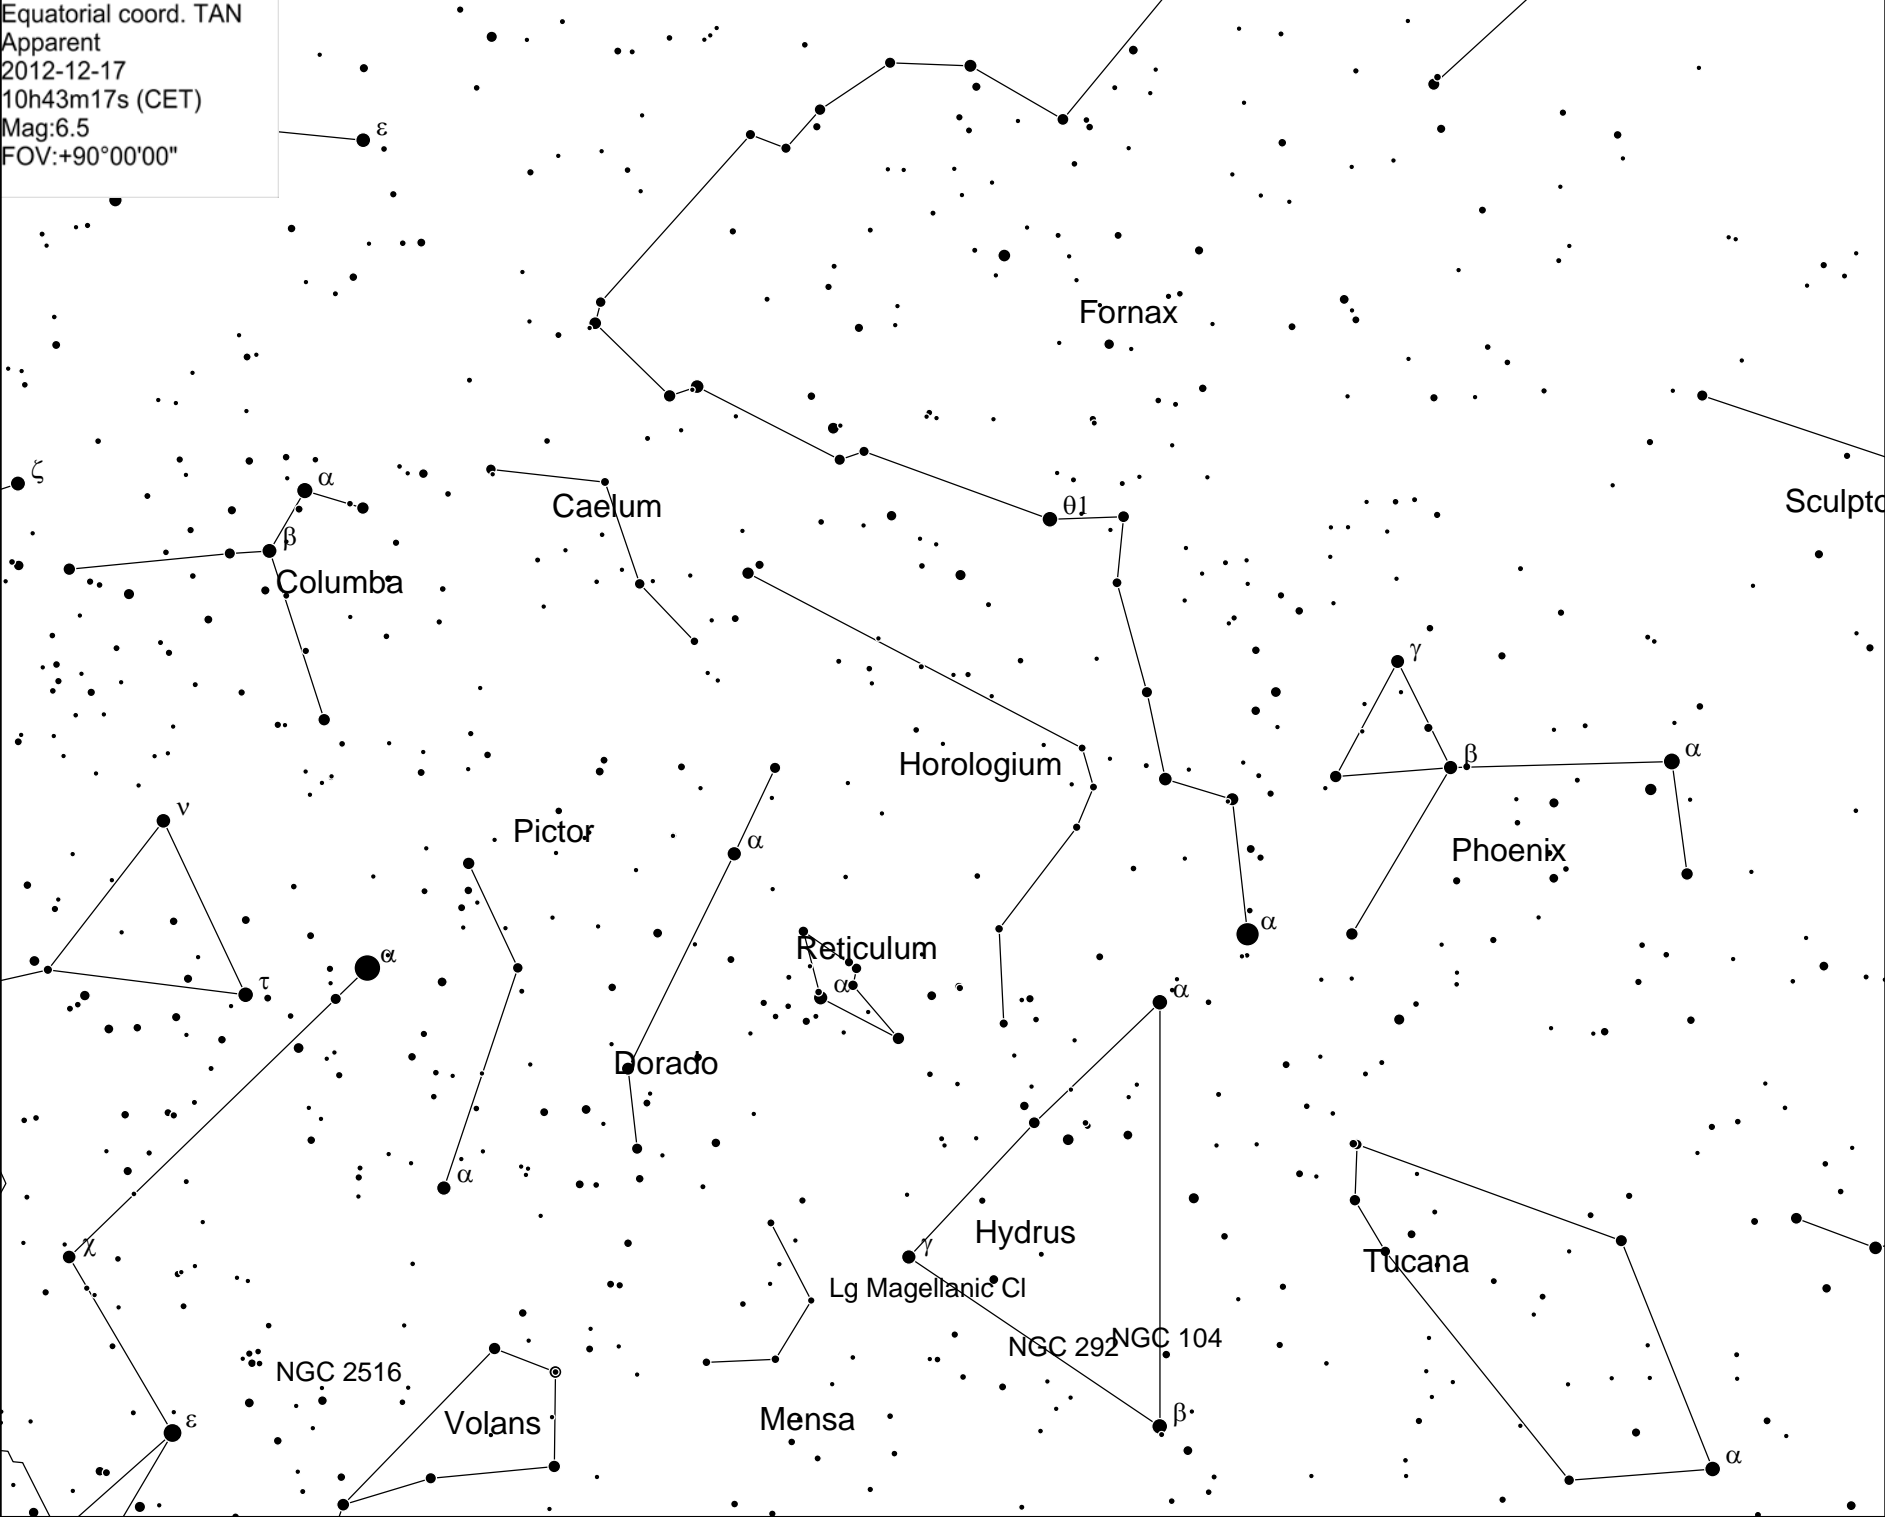 Equatorial coord. TAN
Apparent
2012-12-17
10h43m17s (CET)
Mag:6.5
FOV:+90°00'00"
ε
Fornax
ζ
α
Caelum
θ1
Sculpto
β
Columba
γ
Horologium
β
α
ν
Pictor
α
Phoenix
α
Reticulum
α
τ
α
α
Dorado
α
χ
γ
Hydrus
Tucana
Lg Magellanic Cl
NGC 292
NGC 104
NGC 2516
ε
Volans
Mensa
β
α